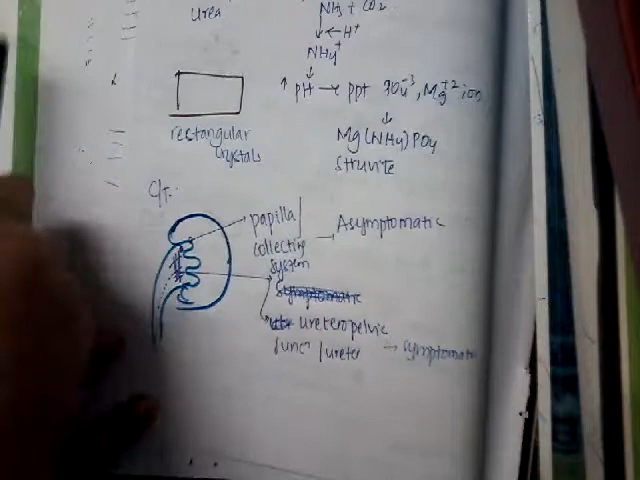 Urea
NH3 + CO2
← H+
NH4+
↑ pH → ppt PO4-3, Mg+2 ion
rectangular
crystals
Mg(NH4)PO4
Struvite
C/F:
papilla
collecting
system
→ Asymptomatic
ureteropelvic
junc /ureter → symptomatic